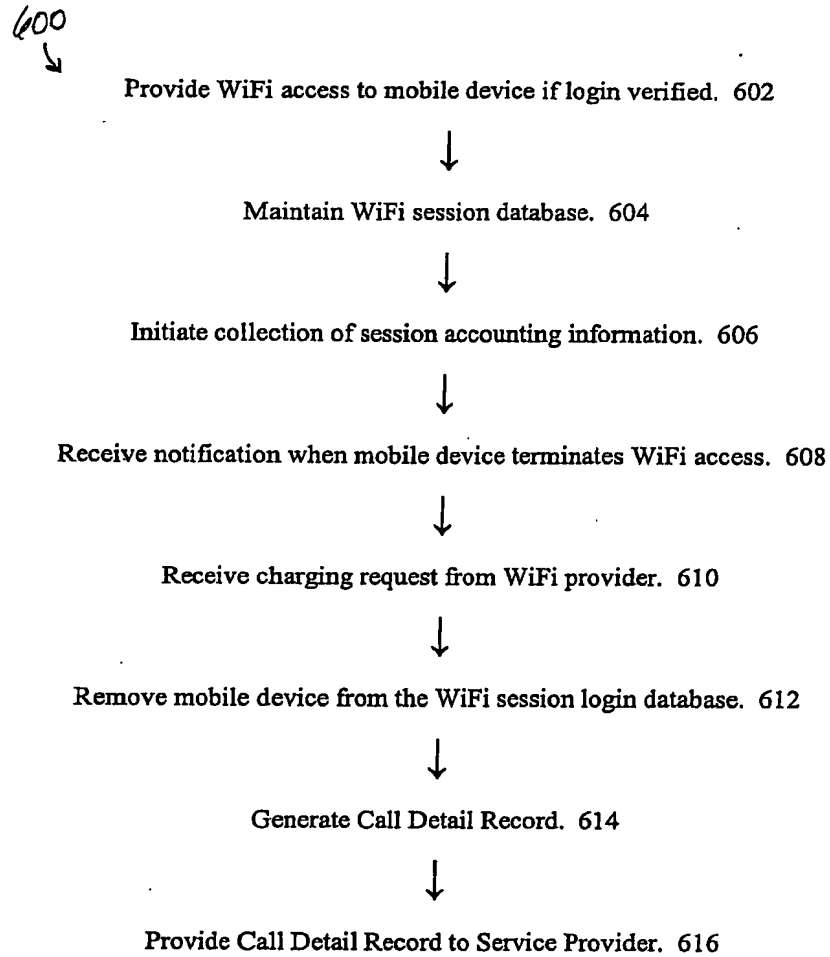 600
Provide WiFi access to mobile device if login verified. 602
Maintain WiFi session database. 604
Initiate collection of session accounting information. 606
Receive notification when mobile device terminates WiFi access. 608
Receive charging request from WiFi provider. 610
Remove mobile device from the WiFi session login database. 612
Generate Call Detail Record. 614
Provide Call Detail Record to Service Provider. 616